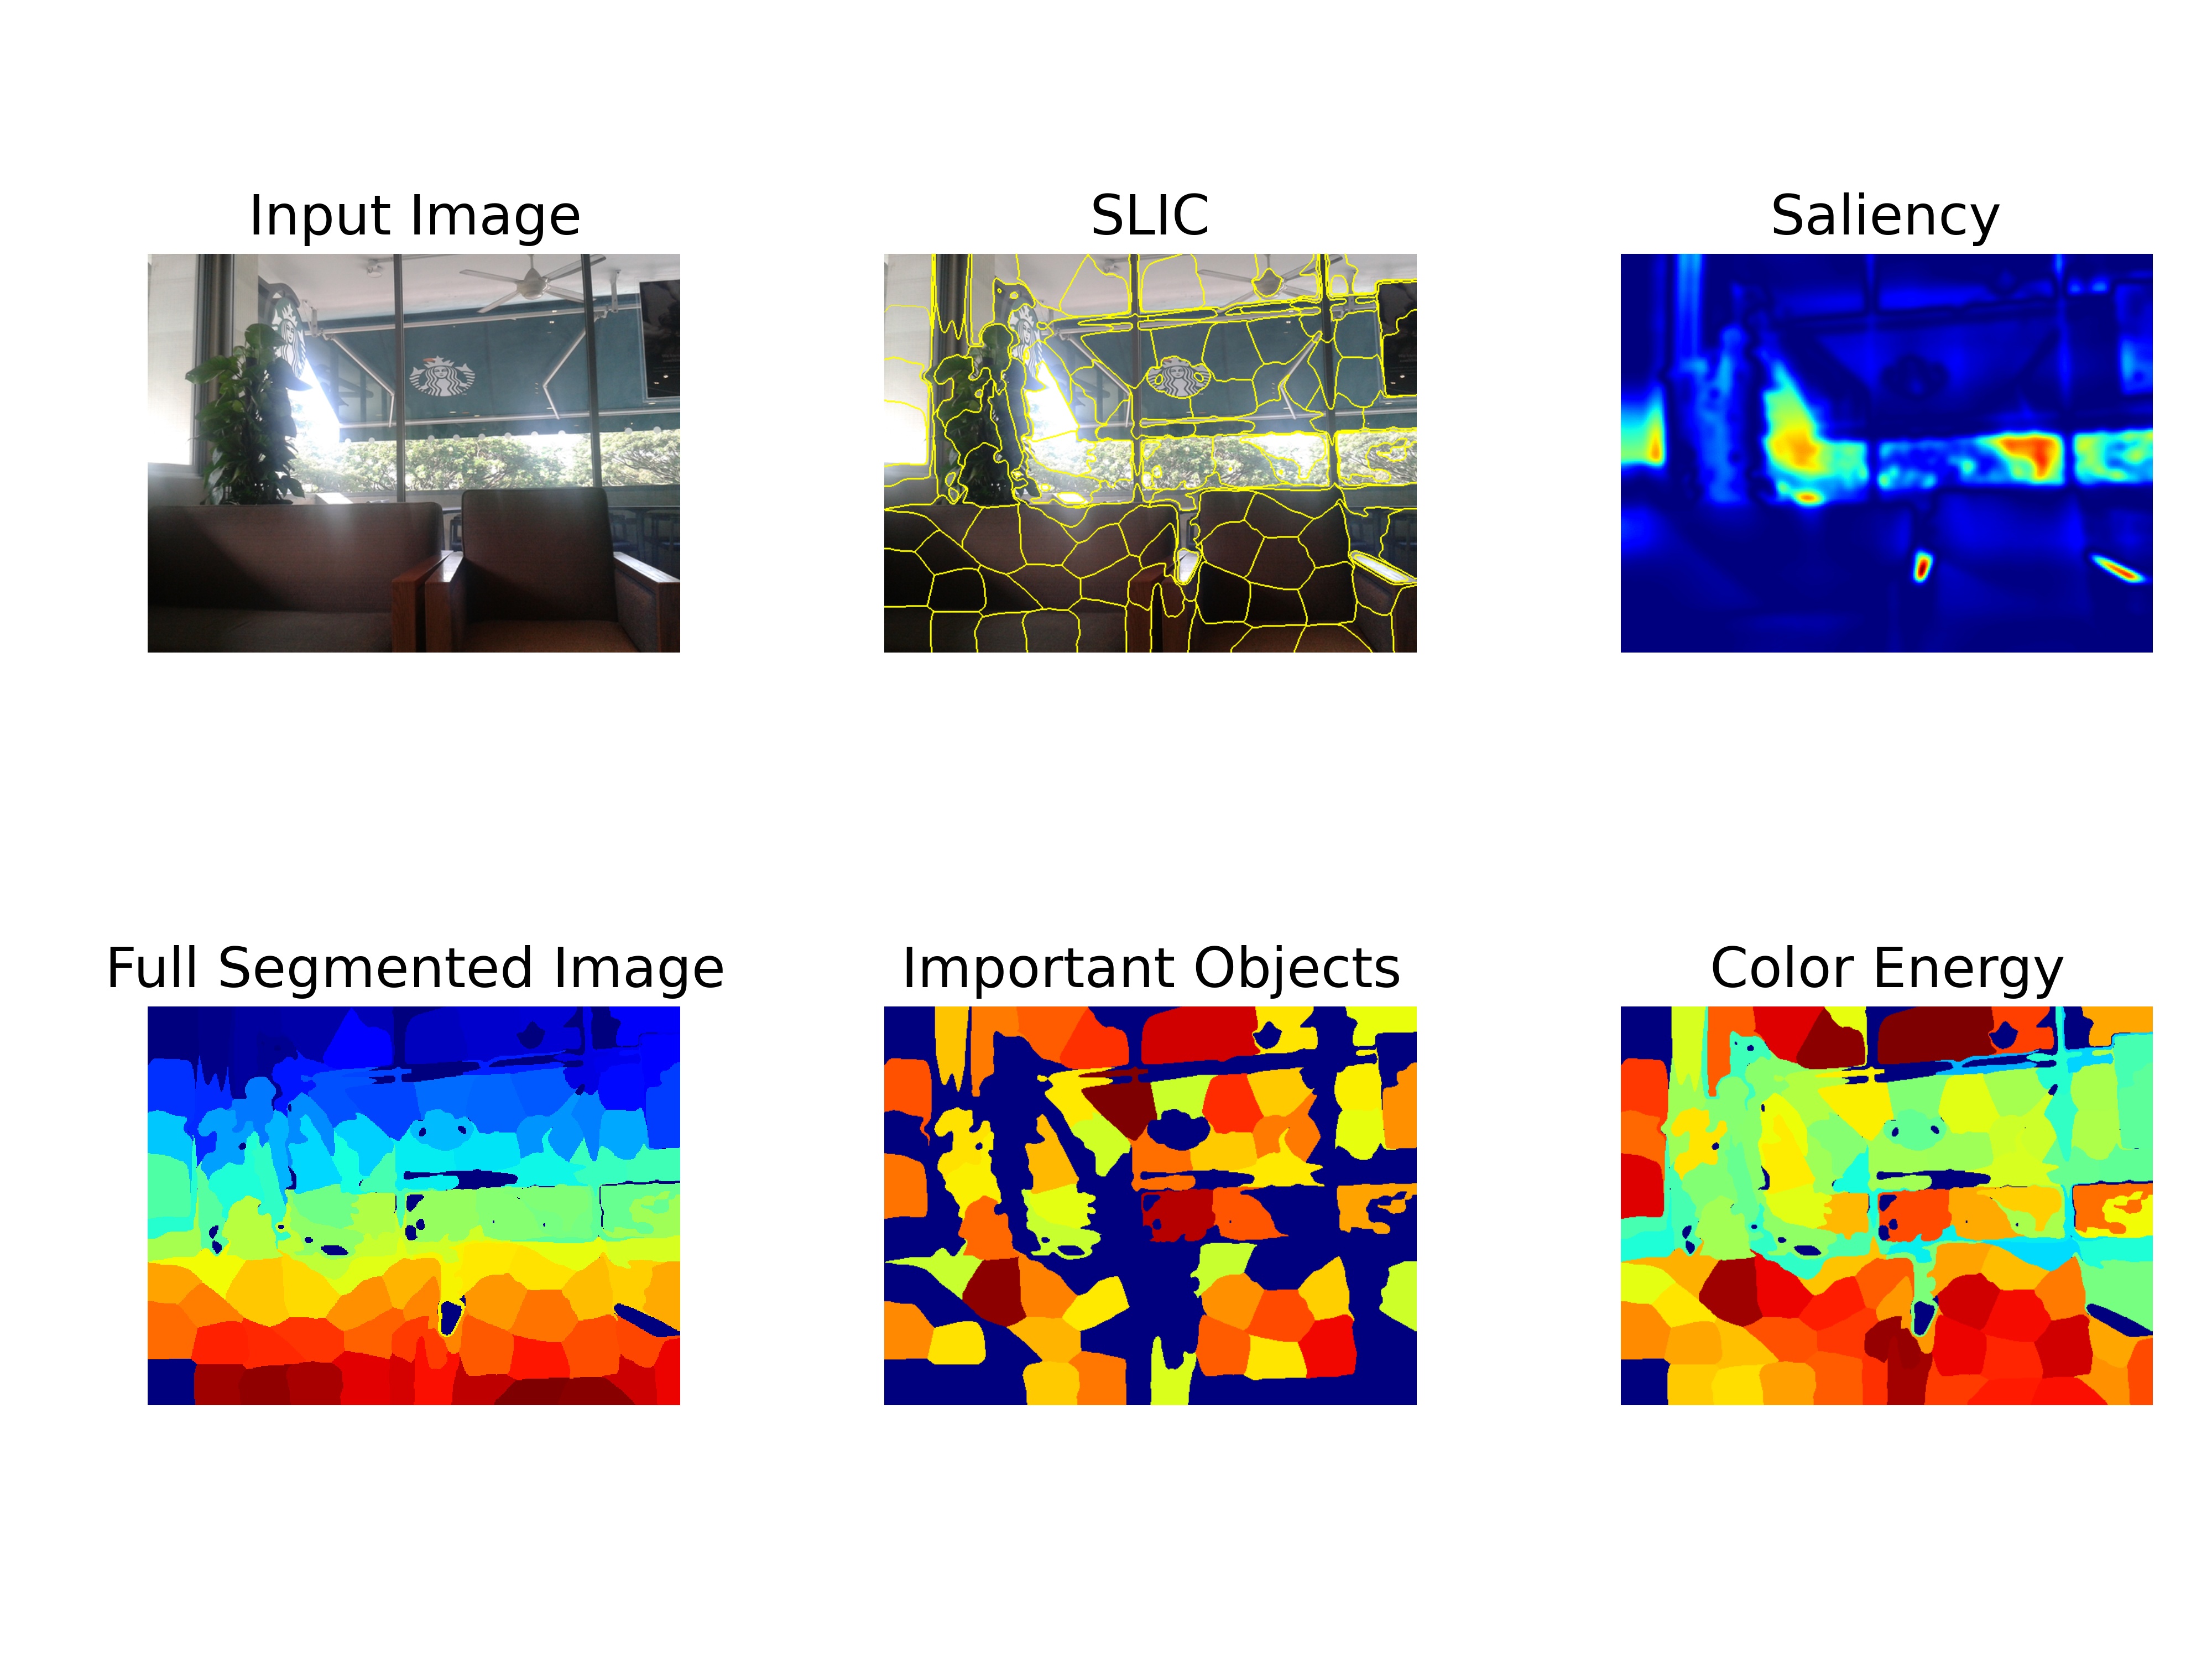 Input Image
SLIC
Saliency
Full Segmented Image
Important Objects
Color Energy